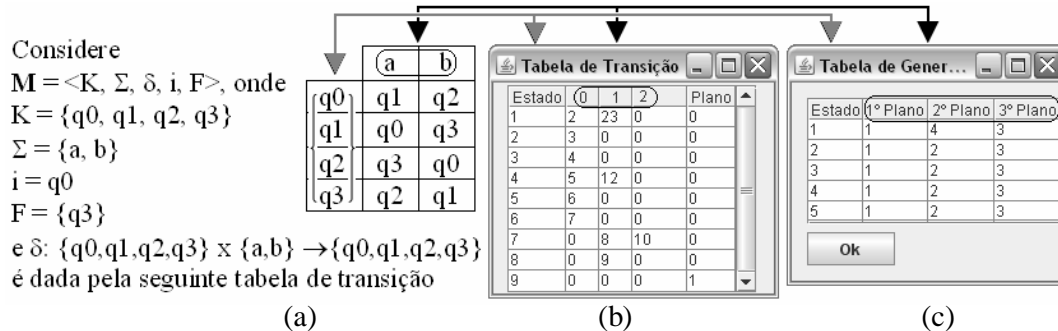 Considere
M = <K, Σ, δ, i, F>, onde
K = {q0, q1, q2, q3}
Σ = {a, b}
i = q0
F = {q3}
e δ: {q0,q1,q2,q3} x {a,b} →{q0,q1,q2,q3}
é dada pela seguinte tabela de transição
a b
q0 q1 q2
q1 q0 q3
q2 q3 q0
q3 q2 q1
(a)
Tabela de Transição
Estado 0 1 2 Plano
1 2 23 0 0
2 3 0 0 0
3 4 0 0 0
4 5 12 0 0
5 6 0 0 0
6 7 0 0 0
7 0 8 10 0
8 0 9 0 0
9 0 0 0 1
(b)
Tabela de Gener...
Estado 1º Plano 2º Plano 3º Plano
1 1 4 3
2 1 2 3
3 1 2 3
4 1 2 3
5 1 2 3
Ok
(c)